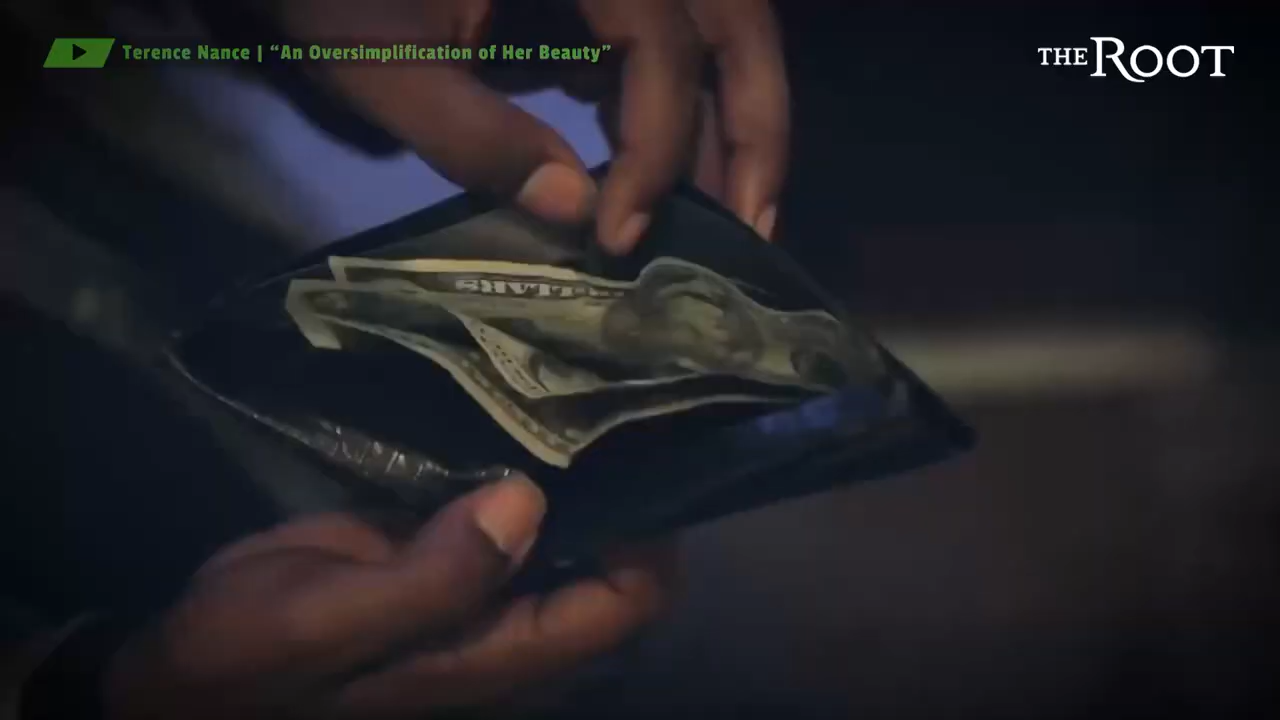 Terence Nance | “An Oversimplification of Her Beauty”
THE ROOT